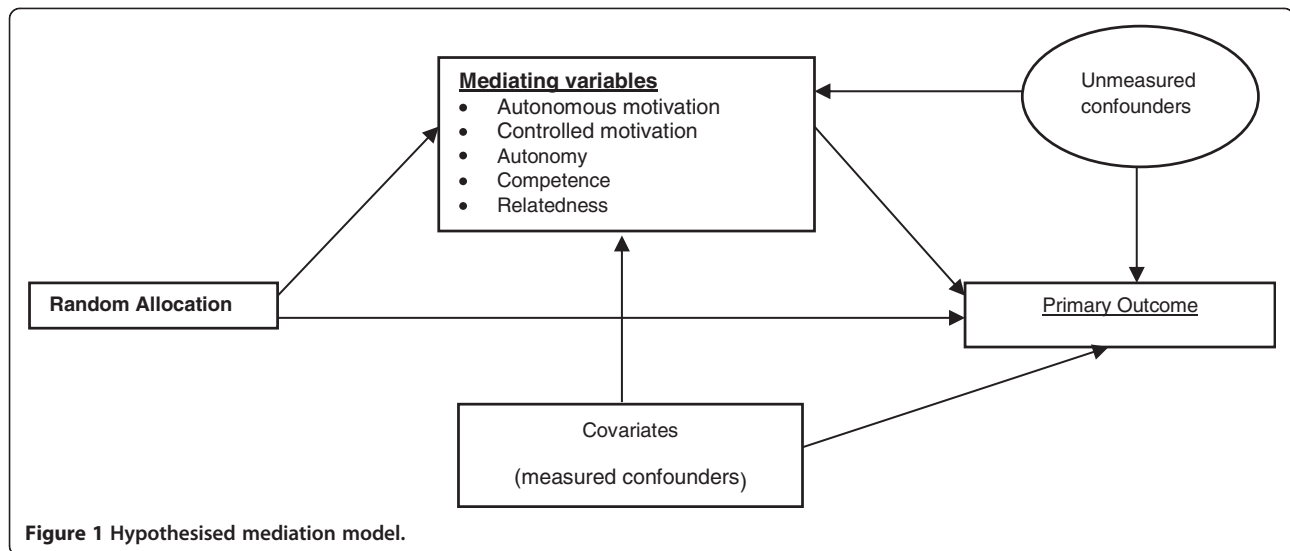 Mediating variables
• Autonomous motivation
• Controlled motivation
• Autonomy
• Competence
• Relatedness
Unmeasured
confounders
Random Allocation
Primary Outcome
Covariates
(measured confounders)
Figure 1 Hypothesised mediation model.